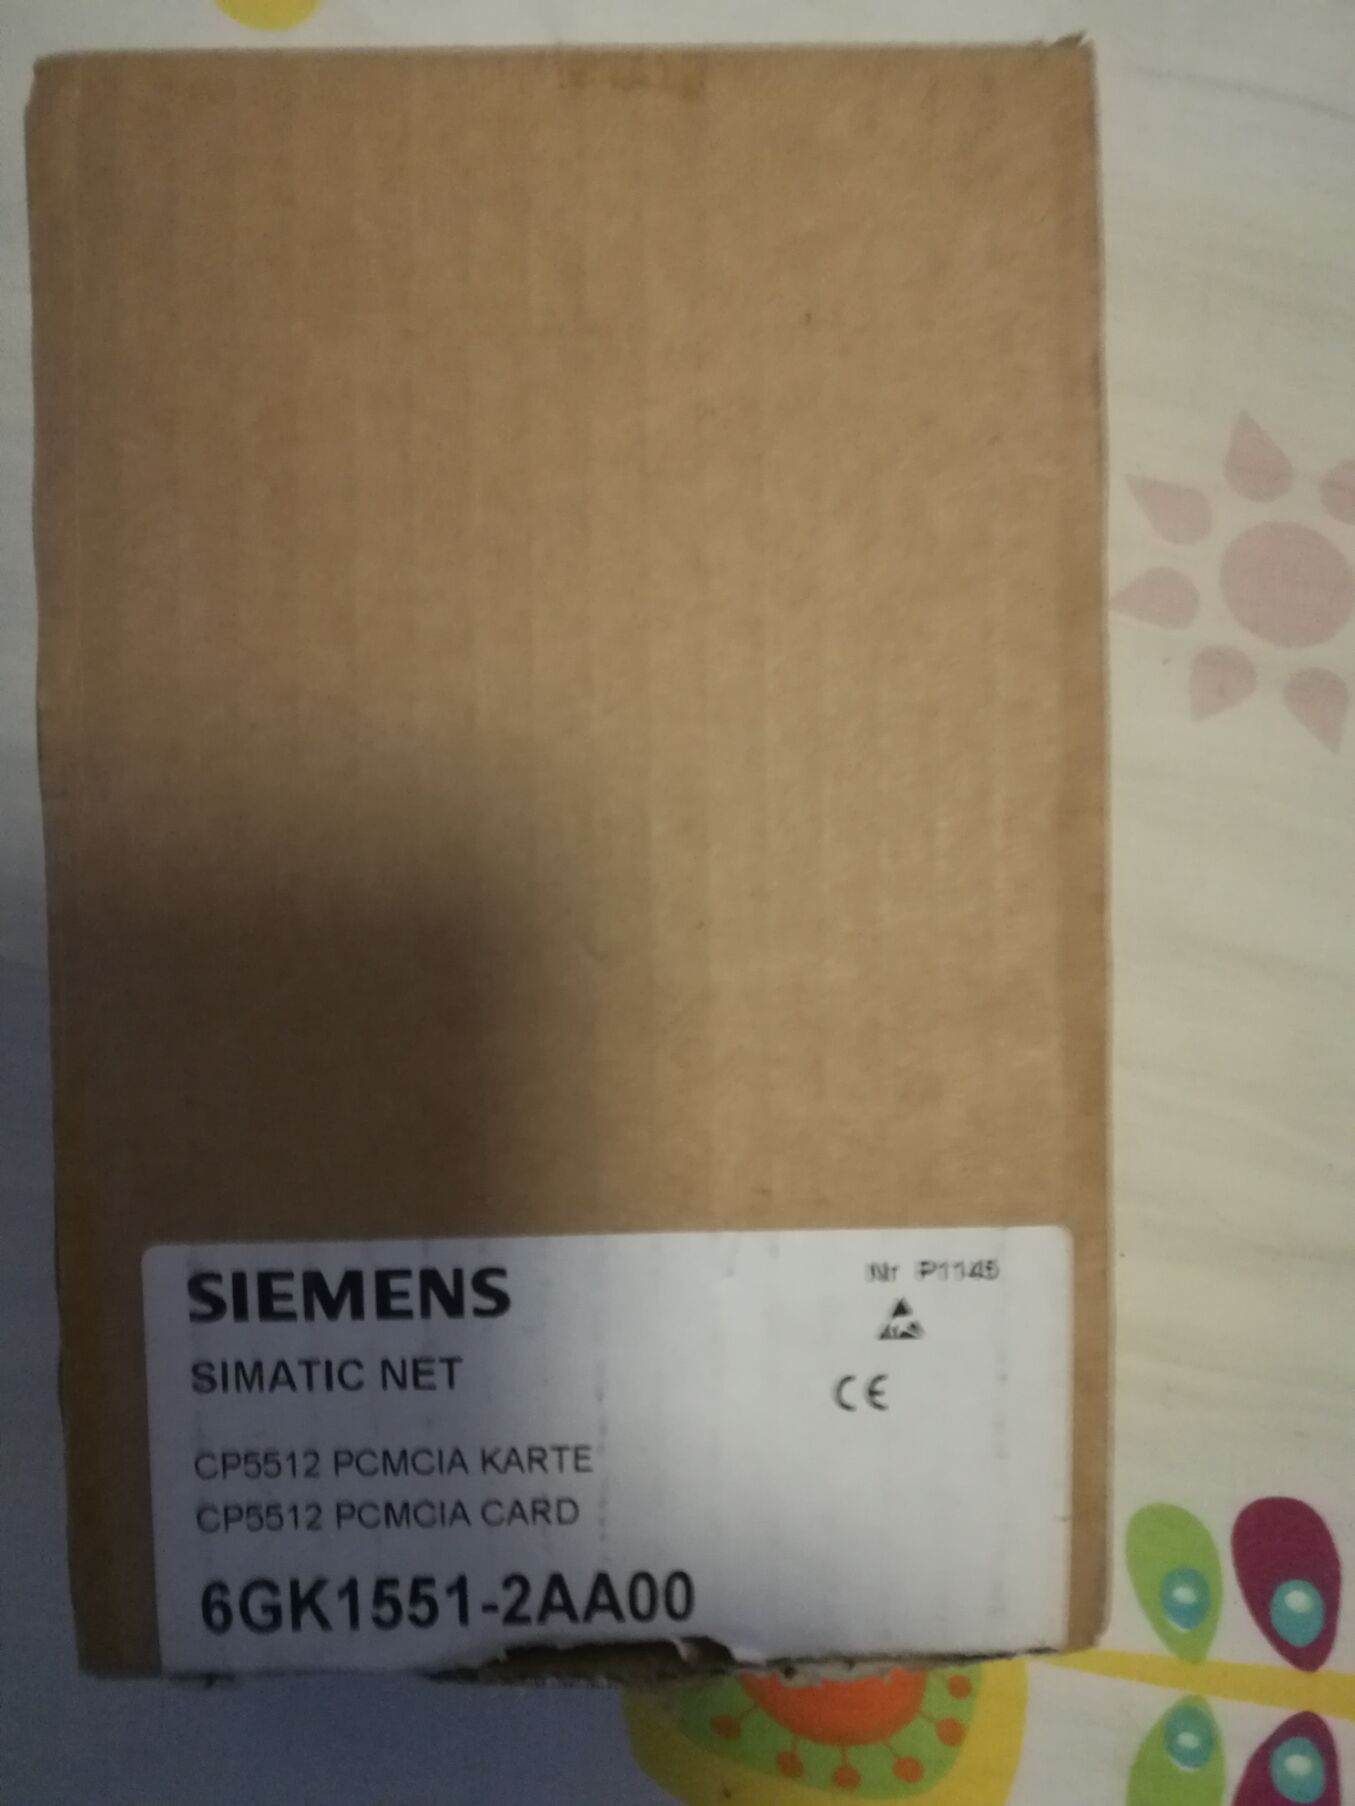 SIEMENS
Nr P1145
SIMATIC NET
CE
CP5512 PCMCIA KARTE
CP5512 PCMCIA CARD
6GK1551-2AA00